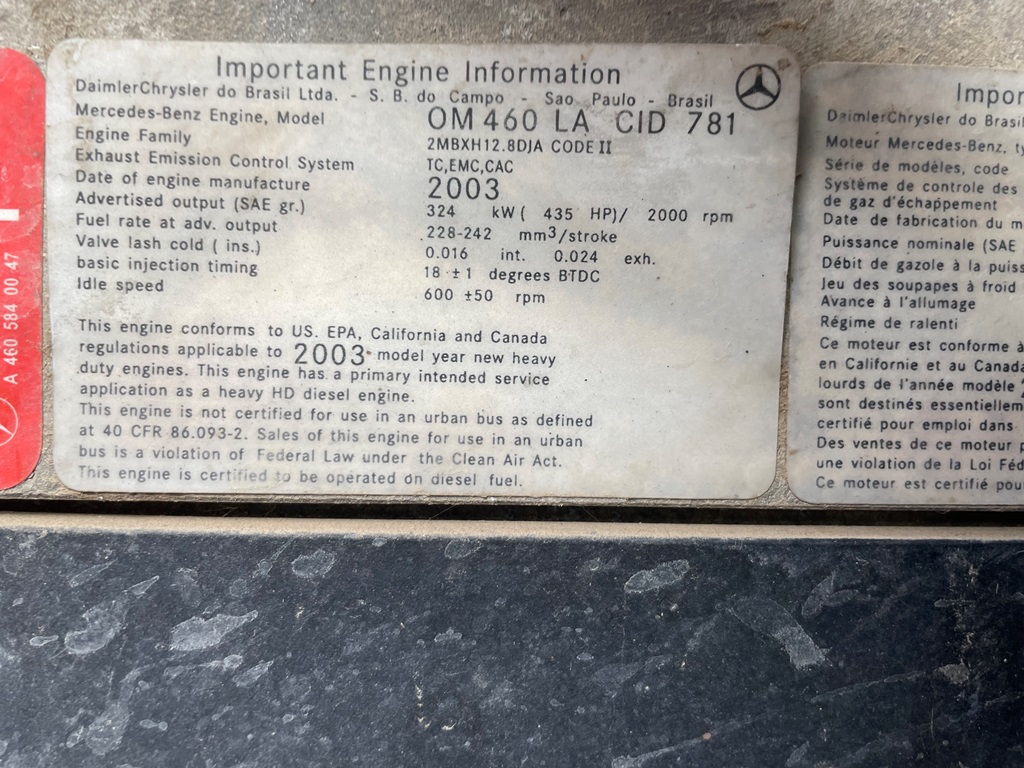 Important Engine Information
DaimlerChrysler do Brasil Ltda. - S. B. do Campo - Sao Paulo - Brasil
Mercedes-Benz Engine, Model OM 460 LA CID 781
Engine Family 2MBXH12.8DJA CODE II
Exhaust Emission Control System TC,EMC,CAC
Date of engine manufacture 2003
Advertised output (SAE gr.) 324 kW ( 435 HP)/ 2000 rpm
Fuel rate at adv. output 228-242 mm3/stroke
Valve lash cold ( ins.) 0.016 int. 0.024 exh.
basic injection timing 18 ±1 degrees BTDC
Idle speed 600 ±50 rpm
This engine conforms to US. EPA, California and Canada
regulations applicable to 2003 model year new heavy
duty engines. This engine has a primary intended service
application as a heavy HD diesel engine.
This engine is not certified for use in an urban bus as defined
at 40 CFR 86.093-2. Sales of this engine for use in an urban
bus is a violation of Federal Law under the Clean Air Act.
This engine is certified to be operated on diesel fuel.
A 460 584 00 47
Impor
DaimlerChrysler do Brasil
Moteur Mercedes-Benz, ty
Série de modèles, code
Système de controle des
de gaz d'échappement
Date de fabrication du m
Puissance nominale (SAE
Débit de gazole à la puiss
Jeu des soupapes à froid
Avance à l'allumage
Régime de ralenti
Ce moteur est conforme à
en Californie et au Canada
lourds de l'année modèle
sont destinés essentiellem
certifié pour emploi dans
Des ventes de ce moteur p
une violation de la Loi Féd
Ce moteur est certifié pou